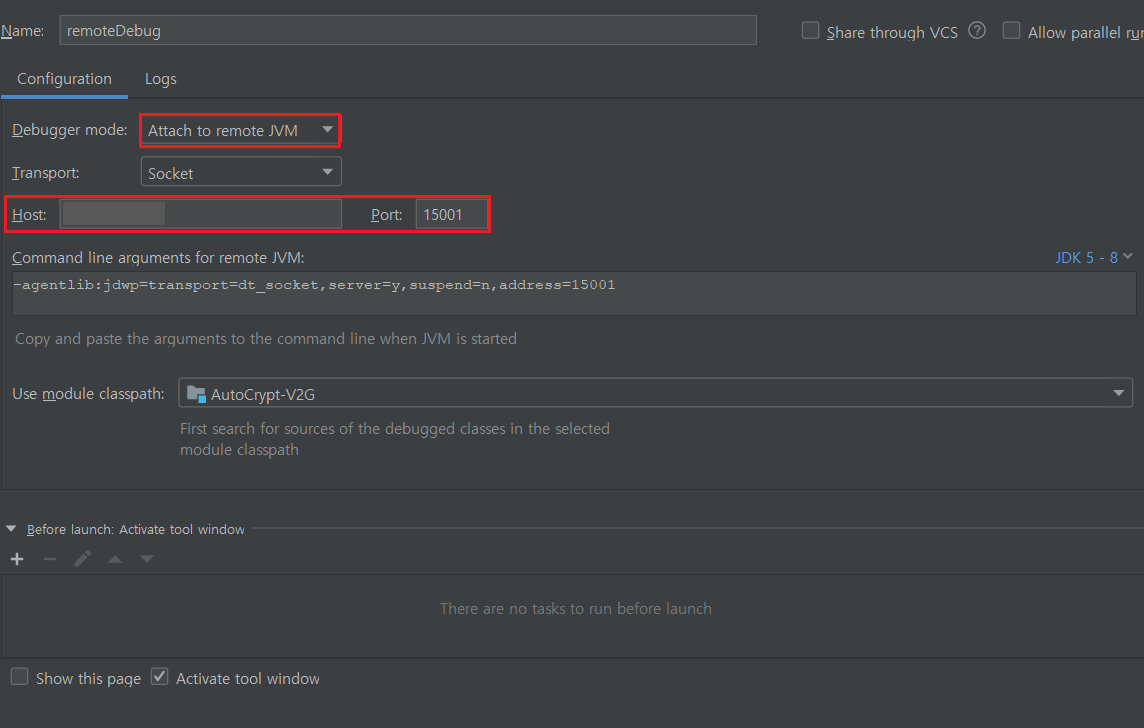 Name: remoteDebug Share through VCS ? Allow parallel run
Configuration Logs
Debugger mode: Attach to remote JVM
Transport: Socket
Host: Port: 15001
Command line arguments for remote JVM: JDK 5 - 8
-agentlib:jdwp=transport=dt_socket,server=y,suspend=n,address=15001
Copy and paste the arguments to the command line when JVM is started
Use module classpath: AutoCrypt-V2G
First search for sources of the debugged classes in the selected
module classpath
Before launch: Activate tool window
There are no tasks to run before launch
Show this page Activate tool window